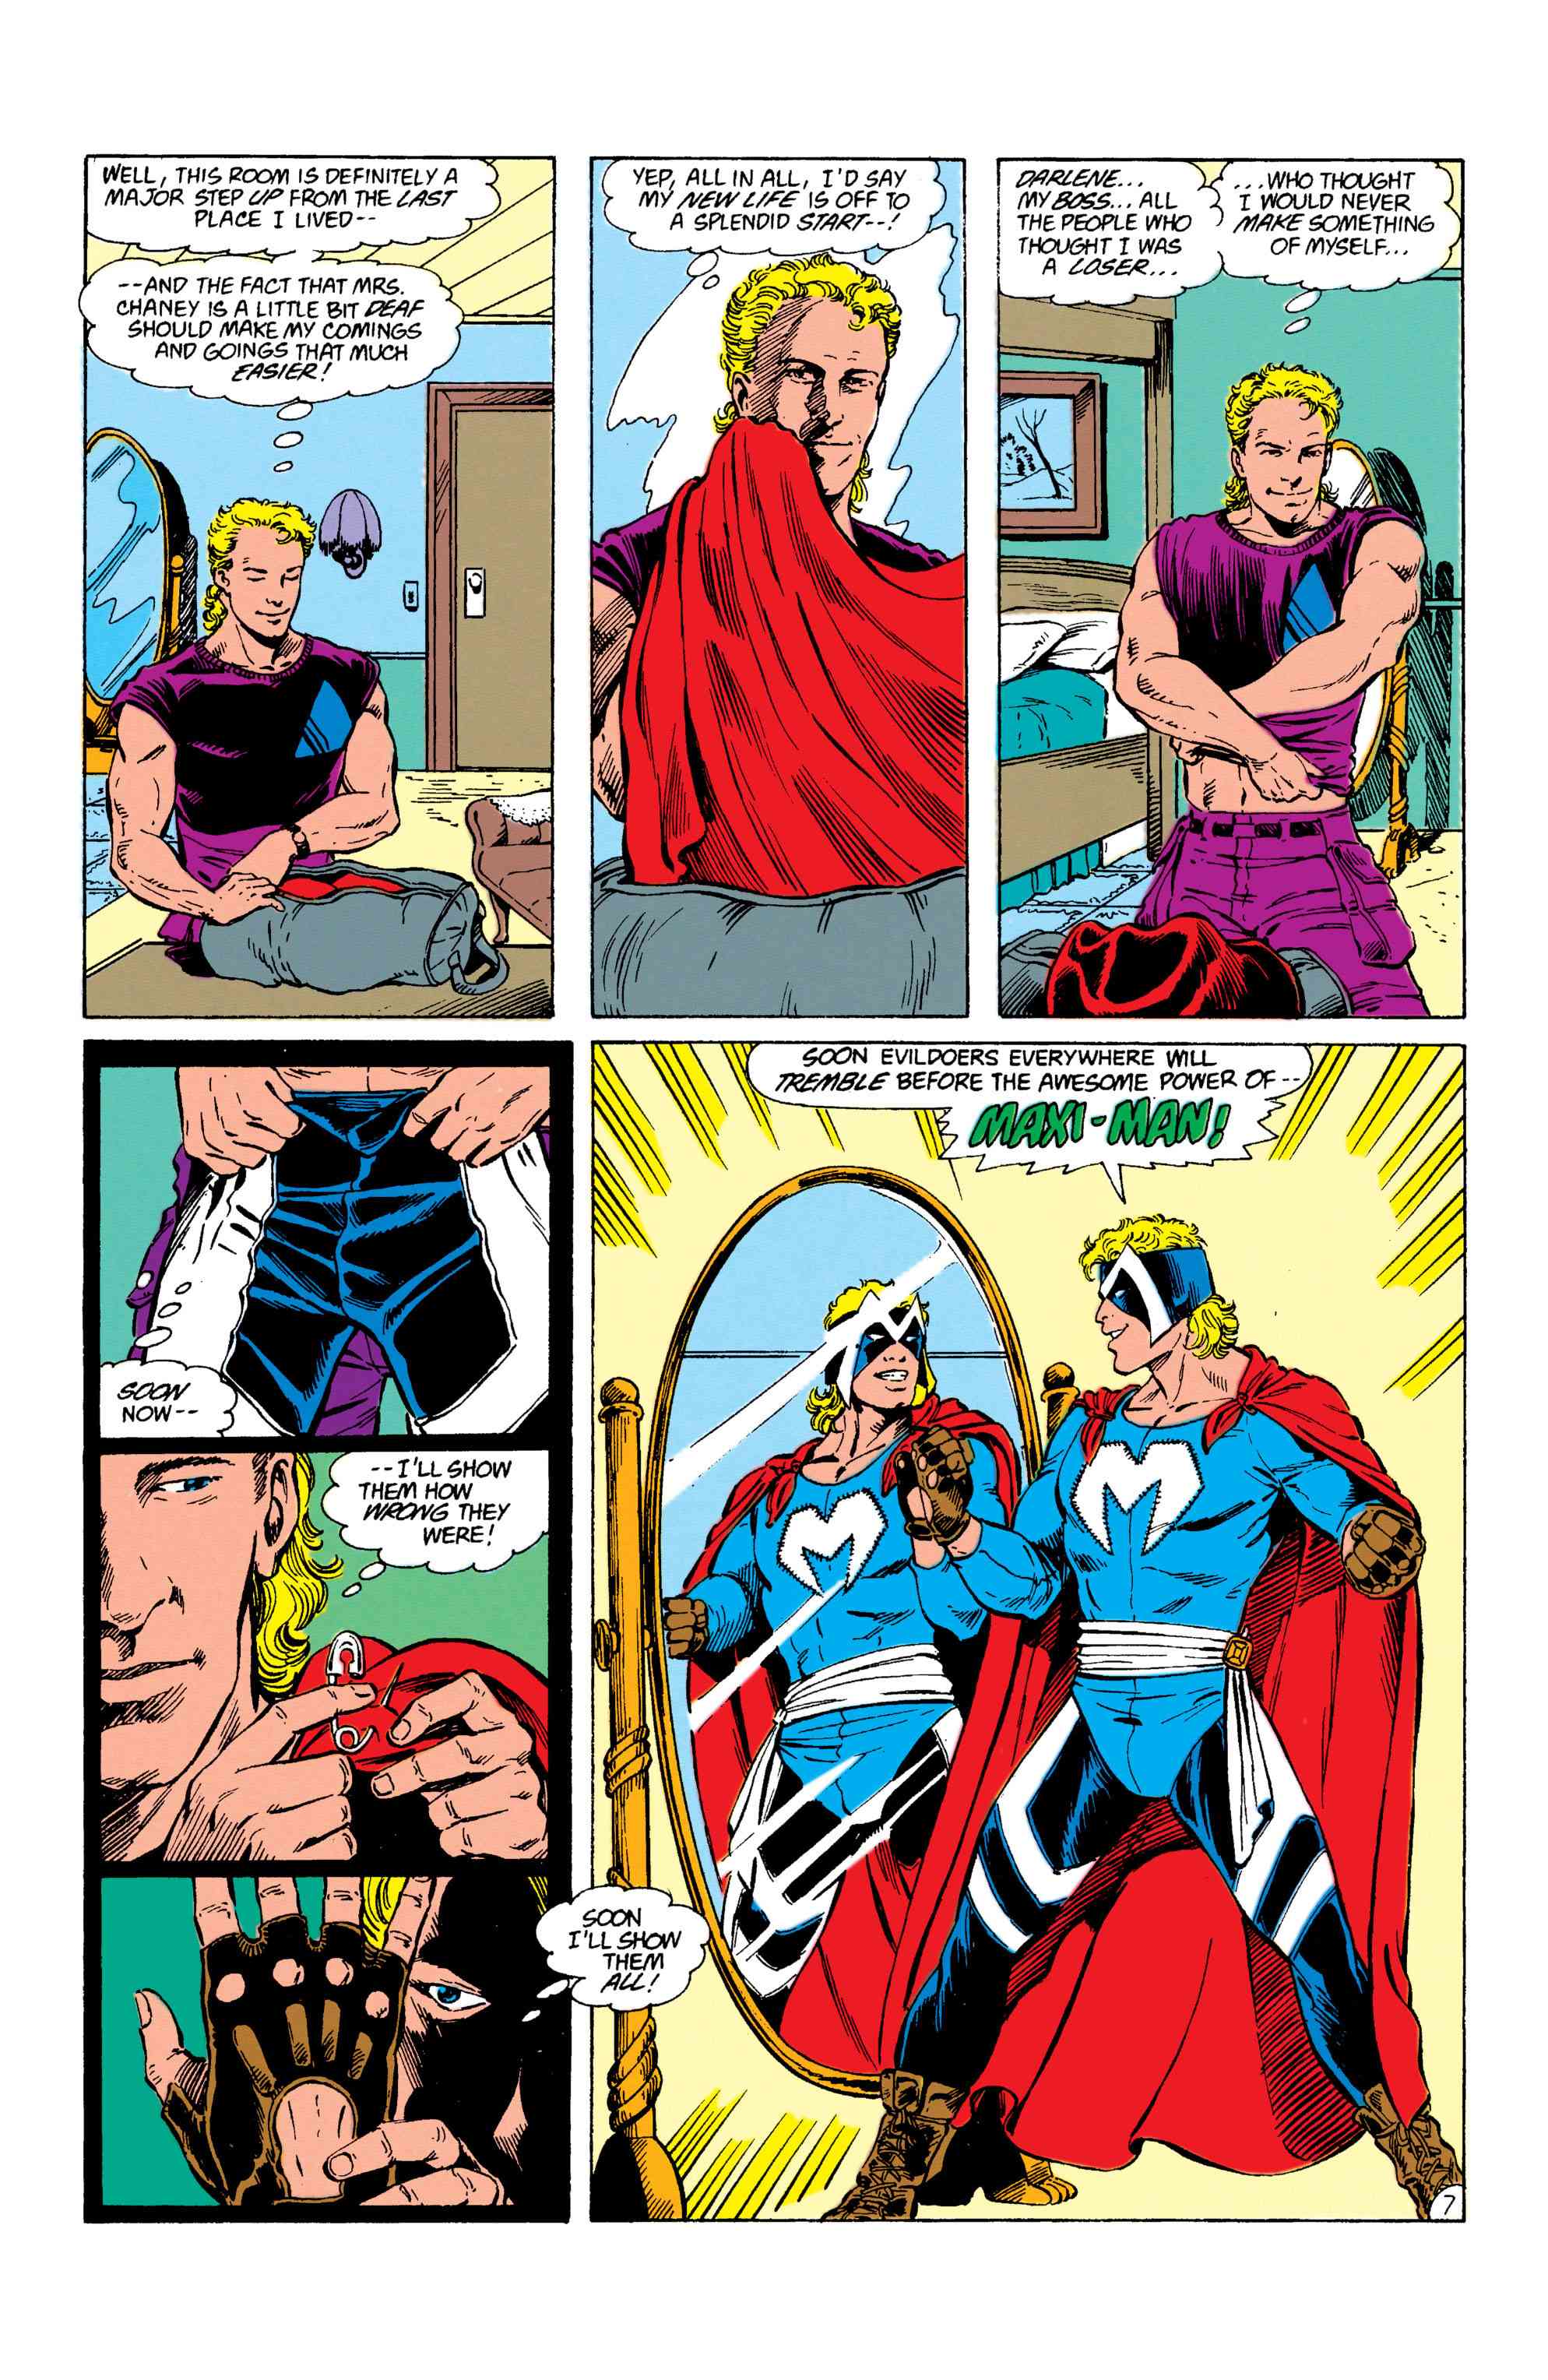 WELL, THIS ROOM IS DEFINITELY A
MAJOR STEP UP FROM THE LAST
PLACE I LIVED--
--AND THE FACT THAT MRS.
CHANEY IS A LITTLE BIT DEAF
SHOULD MAKE MY COMINGS
AND GOINGS THAT MUCH
EASIER!
YEP, ALL IN ALL, I'D SAY
MY NEW LIFE IS OFF TO
A SPLENDID START--!
DARLENE...
MY BOSS... ALL
THE PEOPLE WHO
THOUGHT I WAS
A LOSER...
...WHO THOUGHT
I WOULD NEVER
MAKE SOMETHING
OF MYSELF...
SOON
NOW--
--I'LL SHOW
THEM HOW
WRONG THEY
WERE!
SOON
I'LL SHOW
THEM
ALL!
SOON EVILDOERS EVERYWHERE WILL
TREMBLE BEFORE THE AWESOME POWER OF--
MAXI-MAN!
M
M
7